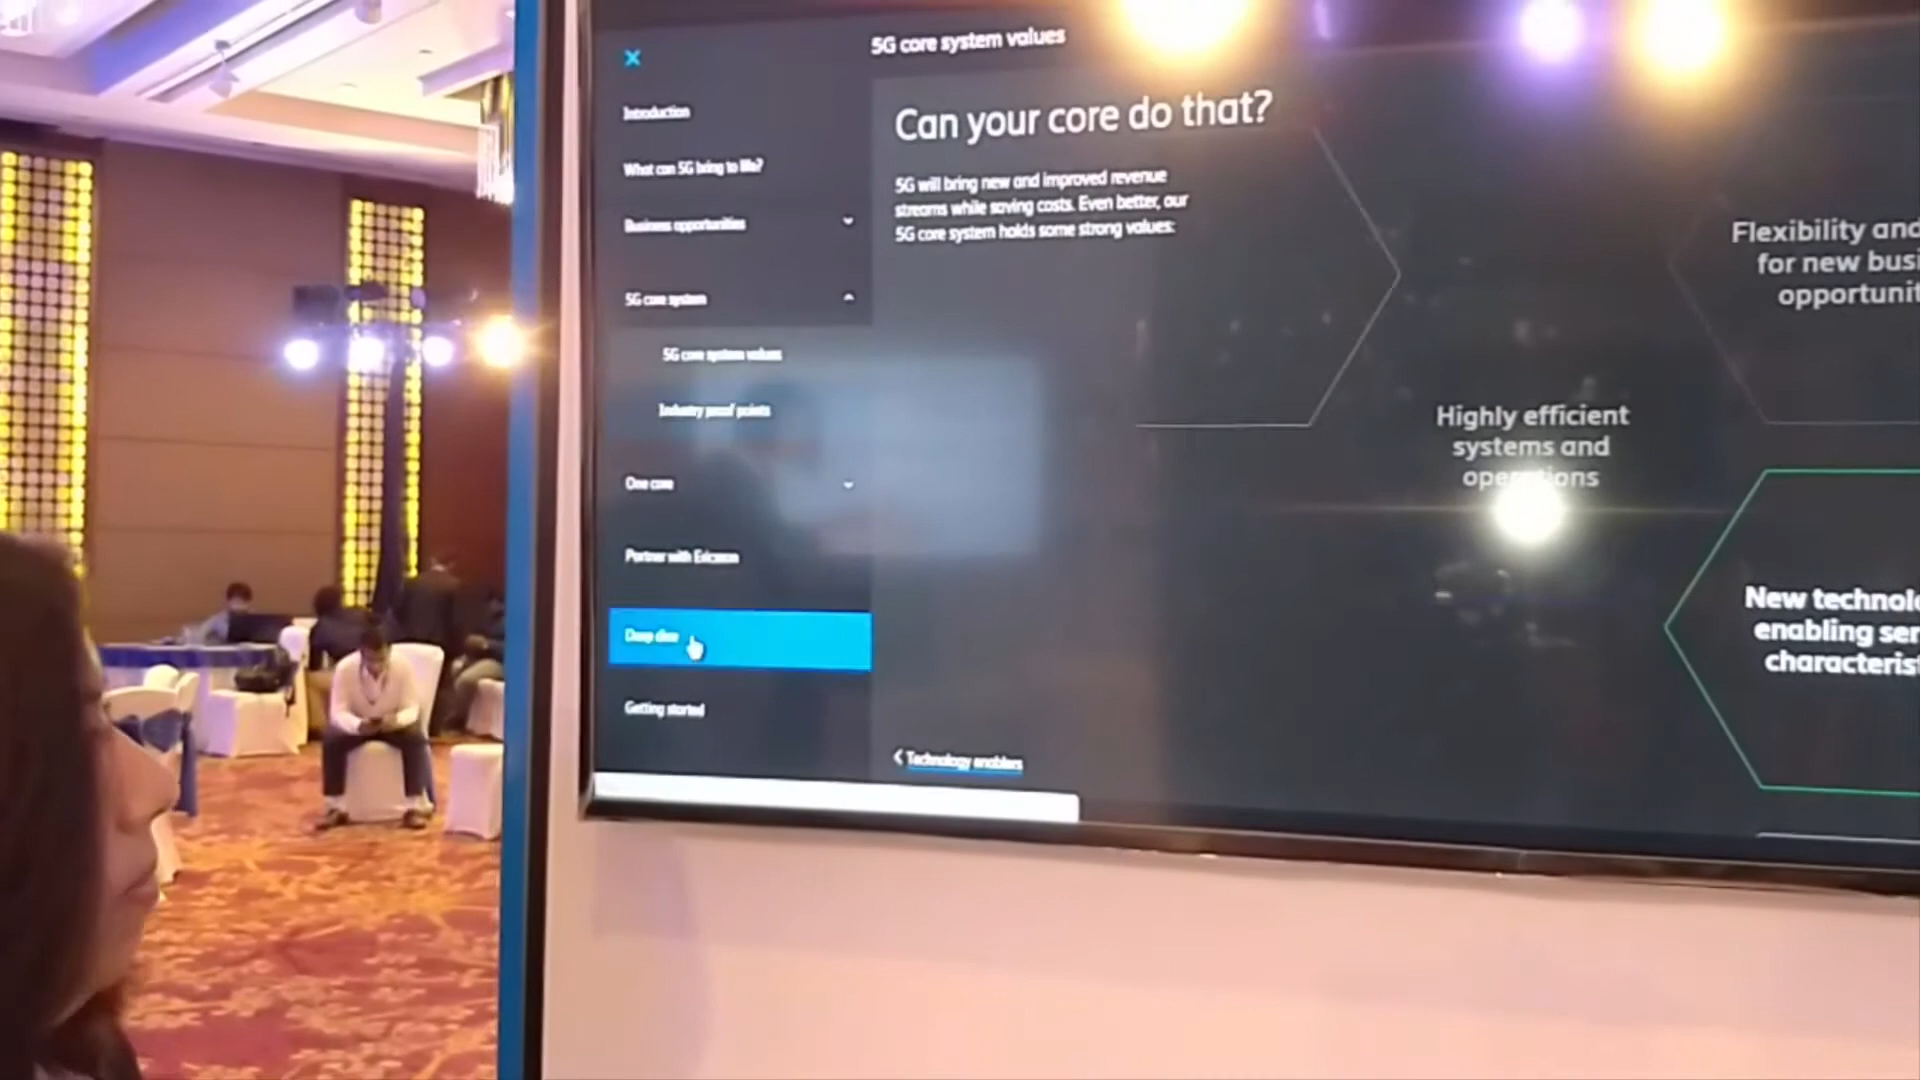 5G core system values
Introduction
What can 5G bring to life?
Business opportunities
5G core system
5G core system values
Industry proof points
One core
Partner with Ericsson
Deep dive
Getting started
Can your core do that?
5G will bring new and improved revenue
streams while saving costs. Even better, our
5G core system holds some strong values:
Technology enablers
Highly efficient
systems and
operations
Flexibility and
for new busi
opportunit
New technolo
enabling ser
characterist